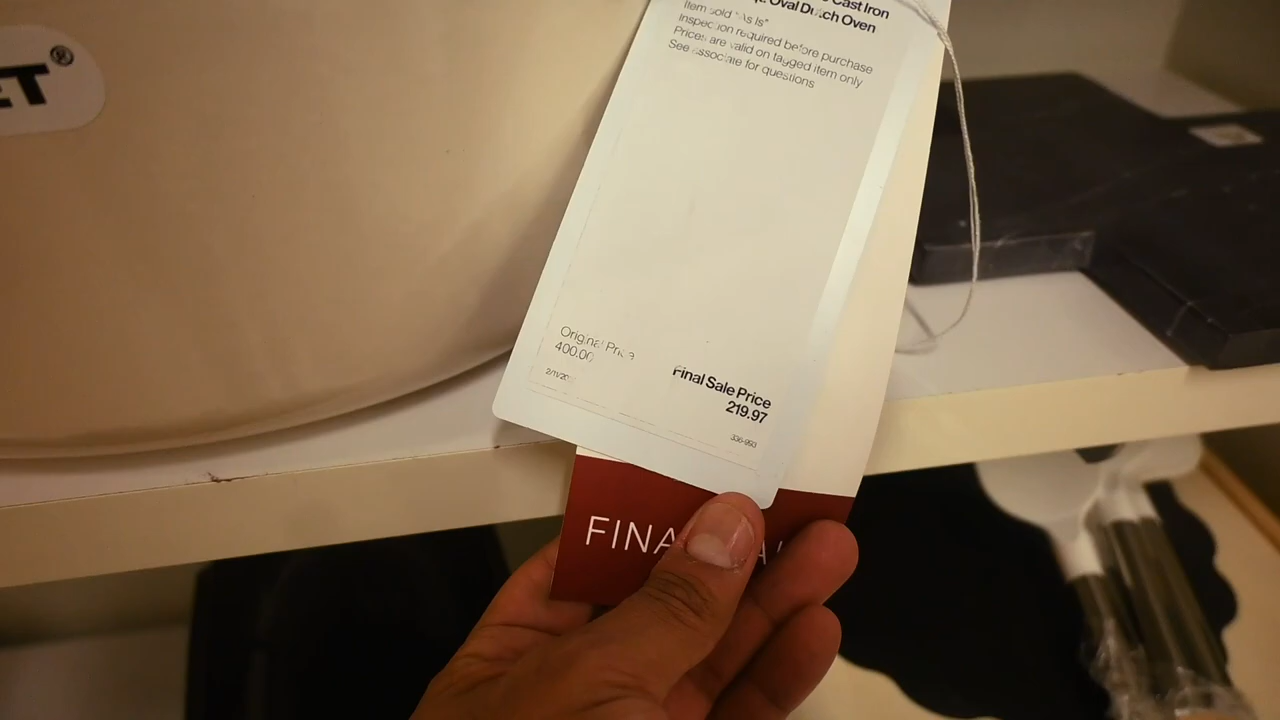 ET®
Cast Iron
Oval Dutch Oven
Item sold "As Is"
Inspection required before purchase
Prices are valid on tagged item only
See associate for questions
Original Price
400.00
Final Sale Price
219.97
FINA